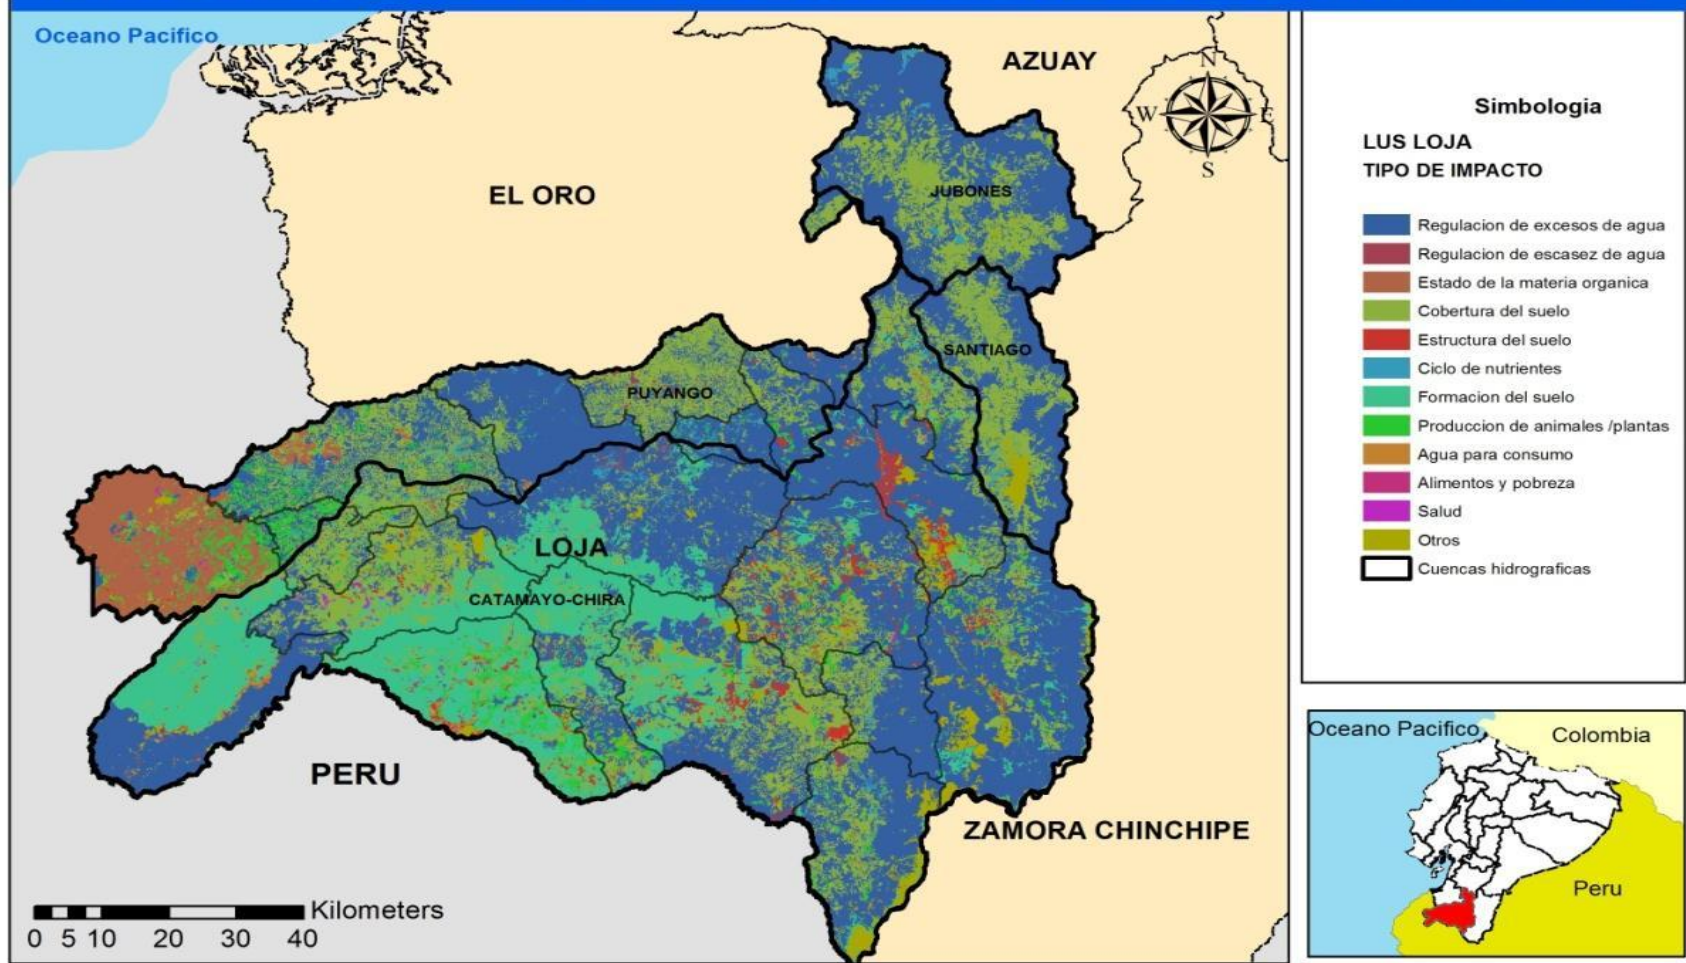 Oceano Pacifico
AZUAY
N
W
E
S
EL ORO
JUBONES
SANTIAGO
PUYANGO
LOJA
CATAMAYO-CHIRA
PERU
ZAMORA CHINCHIPE
Kilometers
0 5 10 20 30 40
Simbologia
LUS LOJA
TIPO DE IMPACTO
Regulacion de excesos de agua
Regulacion de escasez de agua
Estado de la materia organica
Cobertura del suelo
Estructura del suelo
Ciclo de nutrientes
Formacion del suelo
Produccion de animales /plantas
Agua para consumo
Alimentos y pobreza
Salud
Otros
Cuencas hidrograficas
Oceano Pacifico
Colombia
Peru